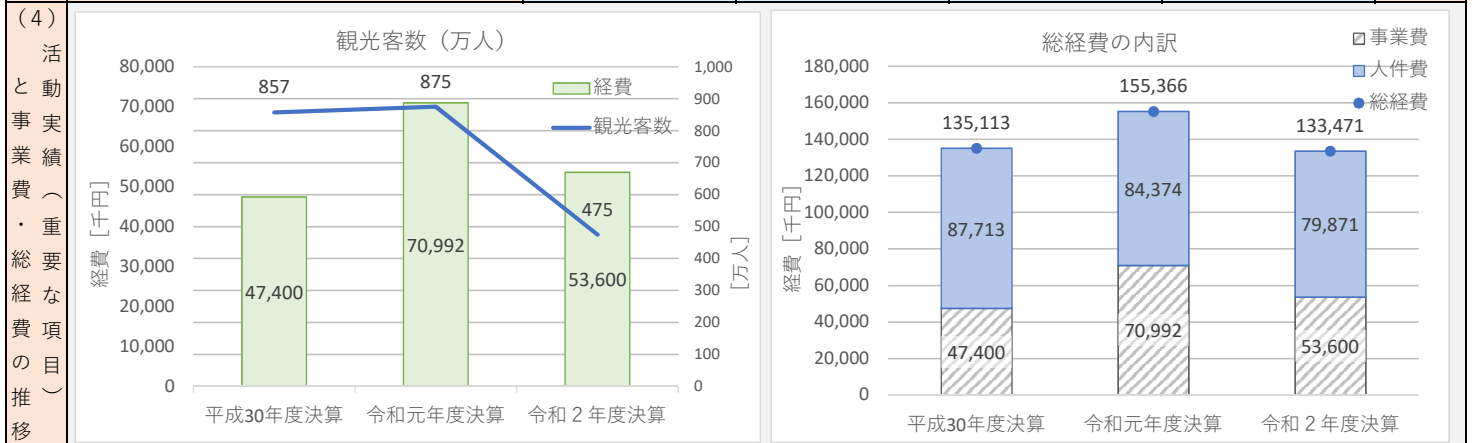 (４)活動実績(重要な項目)
と事業費・総経費の推移
観光客数（万人）
経費
観光客数
経費［千円］
80,000
70,000
60,000
50,000
40,000
30,000
20,000
10,000
0
857
875
475
47,400
70,992
53,600
1,000
900
800
700
600
500
400
300
200
100
0
［万人］
平成30年度決算
令和元年度決算
令和２年度決算
総経費の内訳
事業費
人件費
総経費
経費［千円］
180,000
160,000
140,000
120,000
100,000
80,000
60,000
40,000
20,000
0
135,113
155,366
133,471
87,713
84,374
79,871
47,400
70,992
53,600
平成30年度決算
令和元年度決算
令和２年度決算